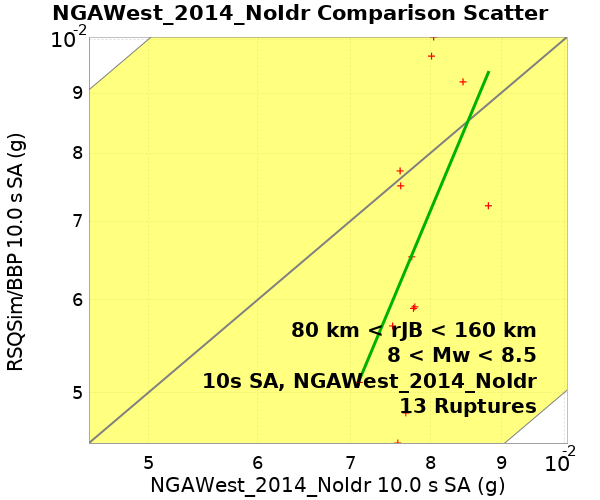 NGAWest_2014_NoIdr Comparison Scatter
10-2
9
8
7
6
5
RSQSim/BBP 10.0 s SA (g)
80 km < rJB < 160 km
8 < Mw < 8.5
10s SA, NGAWest_2014_NoIdr
13 Ruptures
5 6 7 8 9 10-2
NGAWest_2014_NoIdr 10.0 s SA (g)